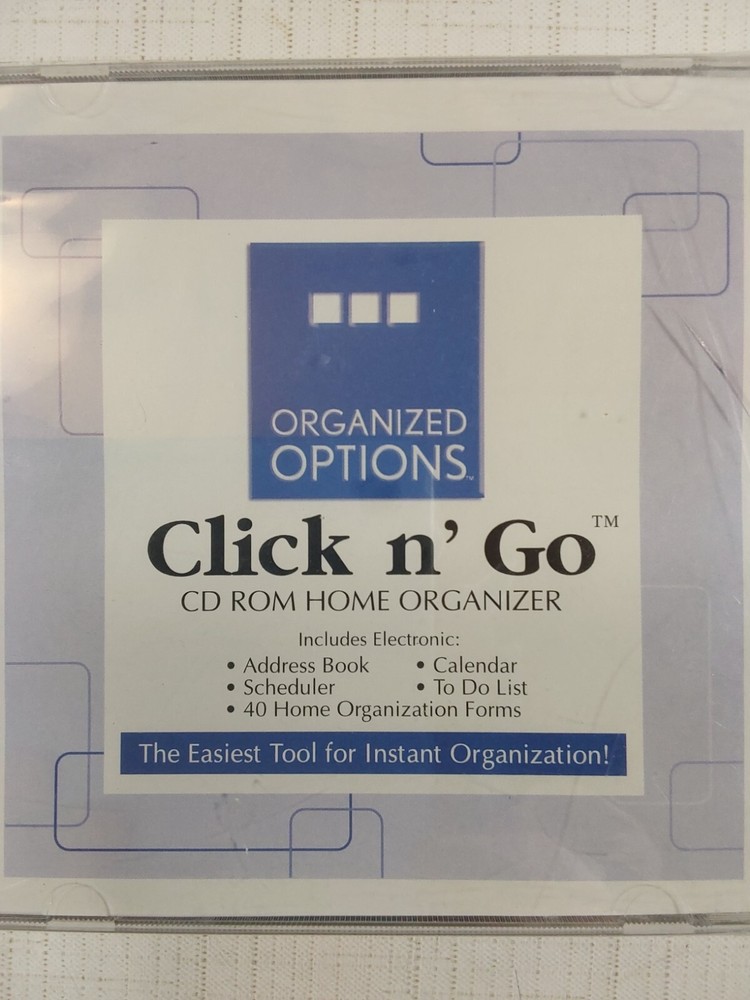 ORGANIZED
OPTIONS™
Click n' Go™
CD ROM HOME ORGANIZER
Includes Electronic:
• Address Book • Calendar
• Scheduler • To Do List
• 40 Home Organization Forms
The Easiest Tool for Instant Organization!